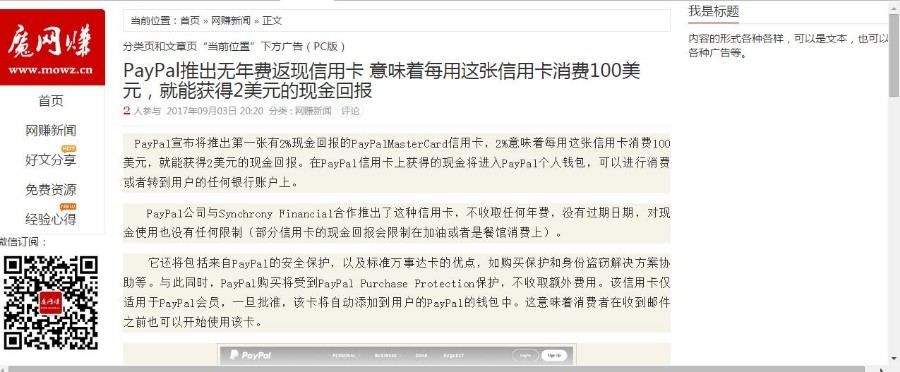 魔网赚
www.mowz.cn
首页
网赚新闻
好文分享
免费资源
经验心得
微信订阅：
当前位置：首页 » 网赚新闻 » 正文
分类页和文章页“当前位置”下方广告（PC版）
PayPal推出无年费返现信用卡 意味着每用这张信用卡消费100美
元，就能获得2美元的现金回报
2 人参与 2017年09月03日 20:20 分类 : 网赚新闻 评论
PayPal宣布将推出第一张有2%现金回报的PayPalMasterCard信用卡，2%意味着每用这张信用卡消费100
美元，就能获得2美元的现金回报。在PayPal信用卡上获得的现金将进入PayPal个人钱包，可以进行消费
或者转到用户的任何银行账户上。
PayPal公司与Synchrony Financial合作推出了这种信用卡，不收取任何年费，没有过期日期，对现
金使用也没有任何限制（部分信用卡的现金回报会限制在加油或者是餐馆消费上）。
它还将包括来自PayPal的安全保护，以及标准万事达卡的优点，如购买保护和身份盗窃解决方案协
助等。与此同时，PayPal购买将受到PayPal Purchase Protection保护，不收取额外费用。该信用卡仅
适用于PayPal会员，一旦批准，该卡将自动添加到用户的PayPal的钱包中。这意味着消费者在收到邮件
之前也可以开始使用该卡。
PayPal PERSONAL BUSINESS SEND REQUEST Sign Up
我是标题
内容的形式各种各样，可以是文本，也可以
各种广告等。